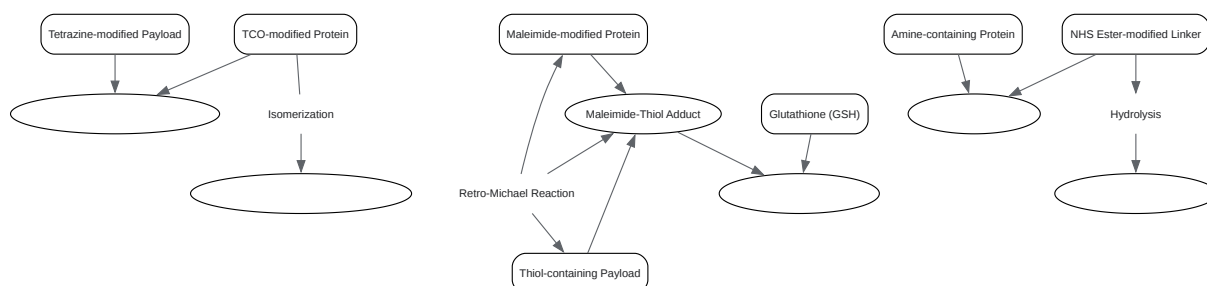 Tetrazine-modified Payload
TCO-modified Protein
Maleimide-modified Protein
Amine-containing Protein
NHS Ester-modified Linker
Isomerization
Maleimide-Thiol Adduct
Glutathione (GSH)
Hydrolysis
Retro-Michael Reaction
Thiol-containing Payload